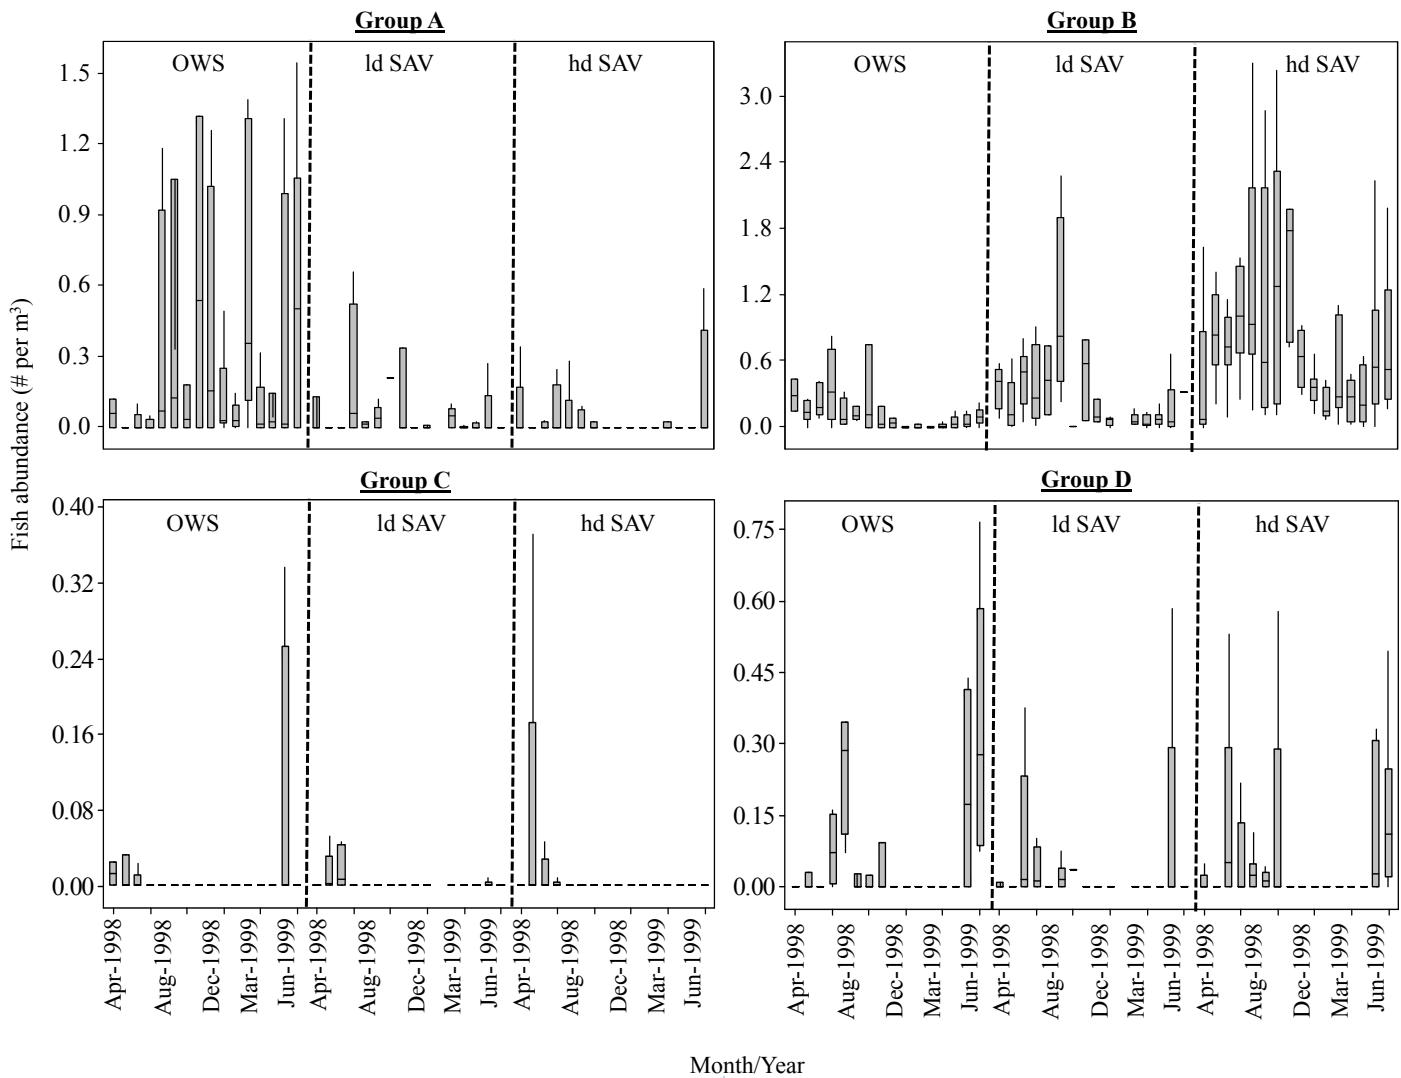 Group A
Group B
OWS
ld SAV
hd SAV
1.5
1.2
0.9
0.6
0.3
0.0
OWS
ld SAV
hd SAV
3.0
2.4
1.8
1.2
0.6
0.0
Fish abundance (# per m³)
Group C
Group D
OWS
ld SAV
hd SAV
0.40
0.32
0.24
0.16
0.08
0.00
OWS
ld SAV
hd SAV
0.75
0.60
0.45
0.30
0.15
0.00
Apr-1998
Aug-1998
Dec-1998
Mar-1999
Jun-1999
Apr-1998
Aug-1998
Dec-1998
Mar-1999
Jun-1999
Apr-1998
Aug-1998
Dec-1998
Mar-1999
Jun-1999
Apr-1998
Aug-1998
Dec-1998
Mar-1999
Jun-1999
Apr-1998
Aug-1998
Dec-1998
Mar-1999
Jun-1999
Apr-1998
Aug-1998
Dec-1998
Mar-1999
Jun-1999
Month/Year